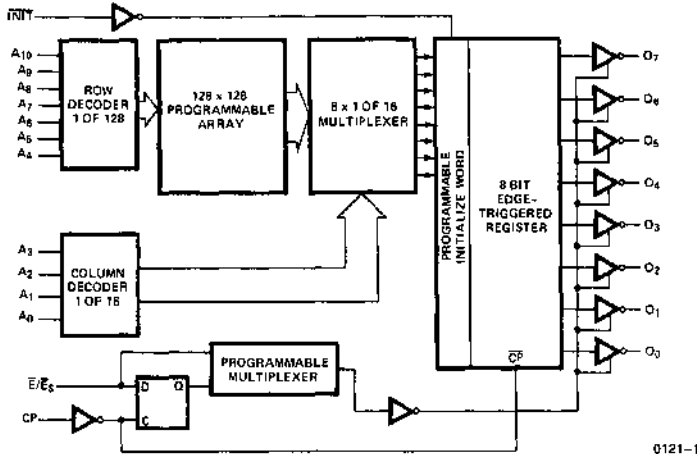 INIT
A10
A9
A8
A7
A6
A5
A4
ROW
DECODER
1 OF 128
128 x 128
PROGRAMMABLE
ARRAY
8 x 1 OF 16
MULTIPLEXER
PROGRAMMABLE
INITIALIZE WORD
8 BIT
EDGE-
TRIGGERED
REGISTER
CP
O7
O6
O5
O4
O3
O2
O1
O0
A3
A2
A1
A0
COLUMN
DECODER
1 OF 16
PROGRAMMABLE
MULTIPLEXER
E/ES
D
Q
C
CP
0121-1